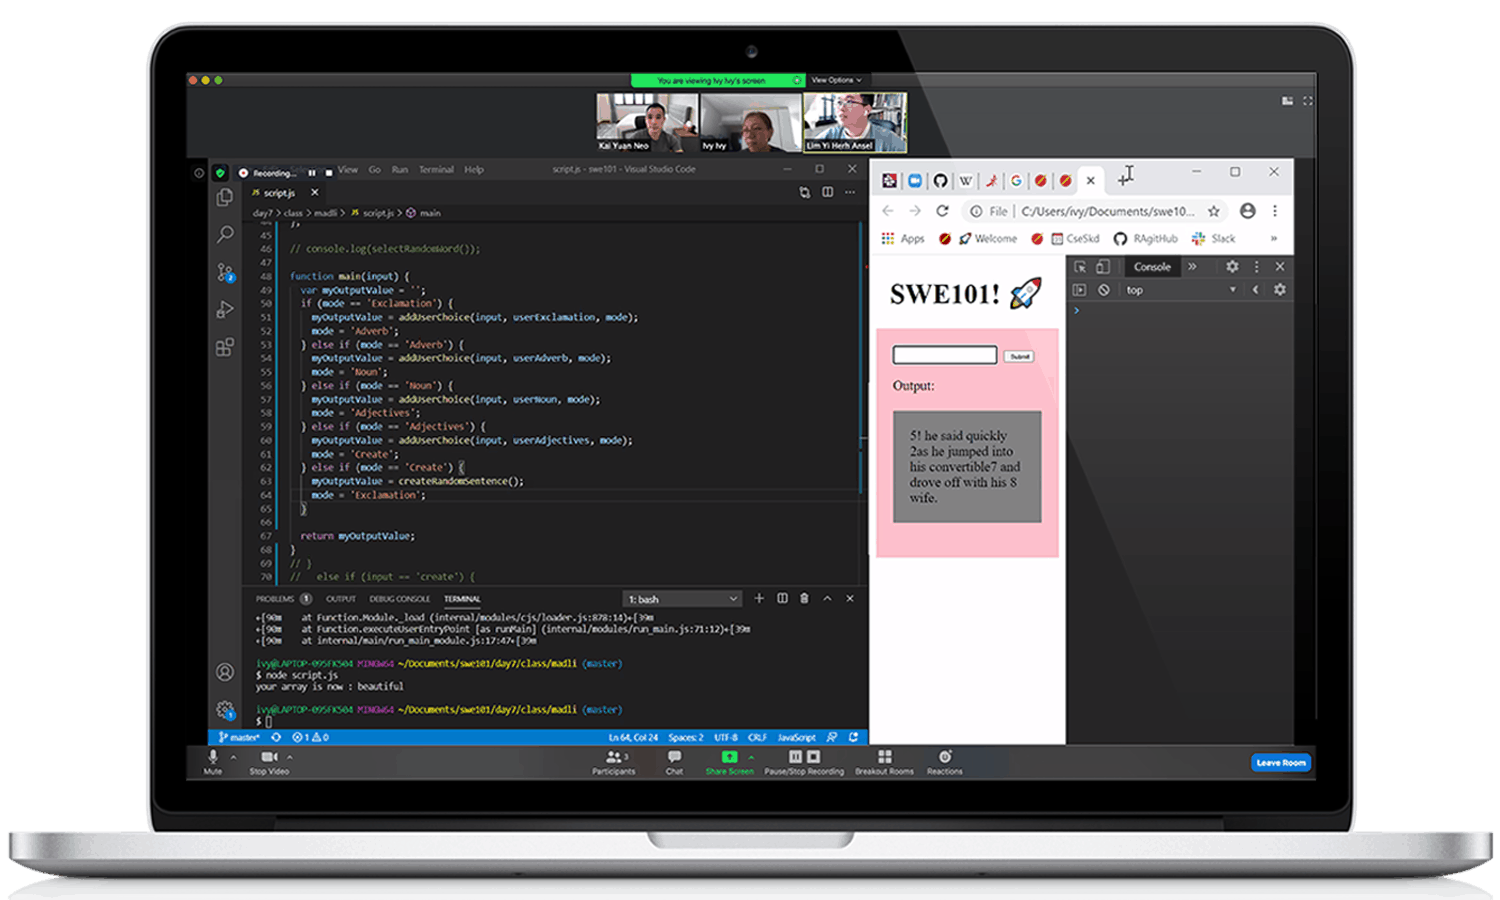 You are viewing Ivy Ivy's screen
View Options
Kai Yuan Neo
Ivy Ivy
Lim Yi Herh Ansel
Recording...
View Go Run Terminal Help
script.js - swe101 - Visual Studio Code
JS script.js
day7 > class > madli > JS script.js > main
44 };
45
46 // console.log(selectRandomWord());
47
48 function main(input) {
49 var myOutputValue = '';
50 if (mode == 'Exclamation') {
51 myOutputValue = addUserChoice(input, userExclamation, mode);
52 mode = 'Adverb';
53 } else if (mode == 'Adverb') {
54 myOutputValue = addUserChoice(input, userAdverb, mode);
55 mode = 'Noun';
56 } else if (mode == 'Noun') {
57 myOutputValue = addUserChoice(input, userNoun, mode);
58 mode = 'Adjectives';
59 } else if (mode == 'Adjectives') {
60 myOutputValue = addUserChoice(input, userAdjectives, mode);
61 mode = 'Create';
62 } else if (mode == 'Create') {
63 myOutputValue = createRandomSentence();
64 mode = 'Exclamation';
65 }
66
67 return myOutputValue;
68 }
69 // }
70 // else if (input == 'create') {
PROBLEMS 1 OUTPUT DEBUG CONSOLE TERMINAL
1: bash
←[90m at Function.Module._load (internal/modules/cjs/loader.js:878:14)←[39m
←[90m at Function.executeUserEntryPoint [as runMain] (internal/modules/run_main.js:71:12)←[39m
←[90m at internal/main/run_main_module.js:17:47←[39m
ivy@LAPTOP-095FK504 MINGW64 ~/Documents/swe101/day7/class/madli (master)
$ node script.js
your array is now : beautiful
ivy@LAPTOP-095FK504 MINGW64 ~/Documents/swe101/day7/class/madli (master)
$
master* 1 0
Ln 64, Col 24 Spaces: 2 UTF-8 CRLF JavaScript
File C:/Users/ivy/Documents/swe10...
Apps Welcome CseSkd RAgitHub Slack »
SWE101!
Submit
Output:
5! he said quickly
2as he jumped into
his convertible7 and
drove off with his 8
wife.
Console »
top
Mute
Stop Video
Participants 3
Chat
Share Screen
Pause/Stop Recording
Breakout Rooms
Reactions
Leave Room